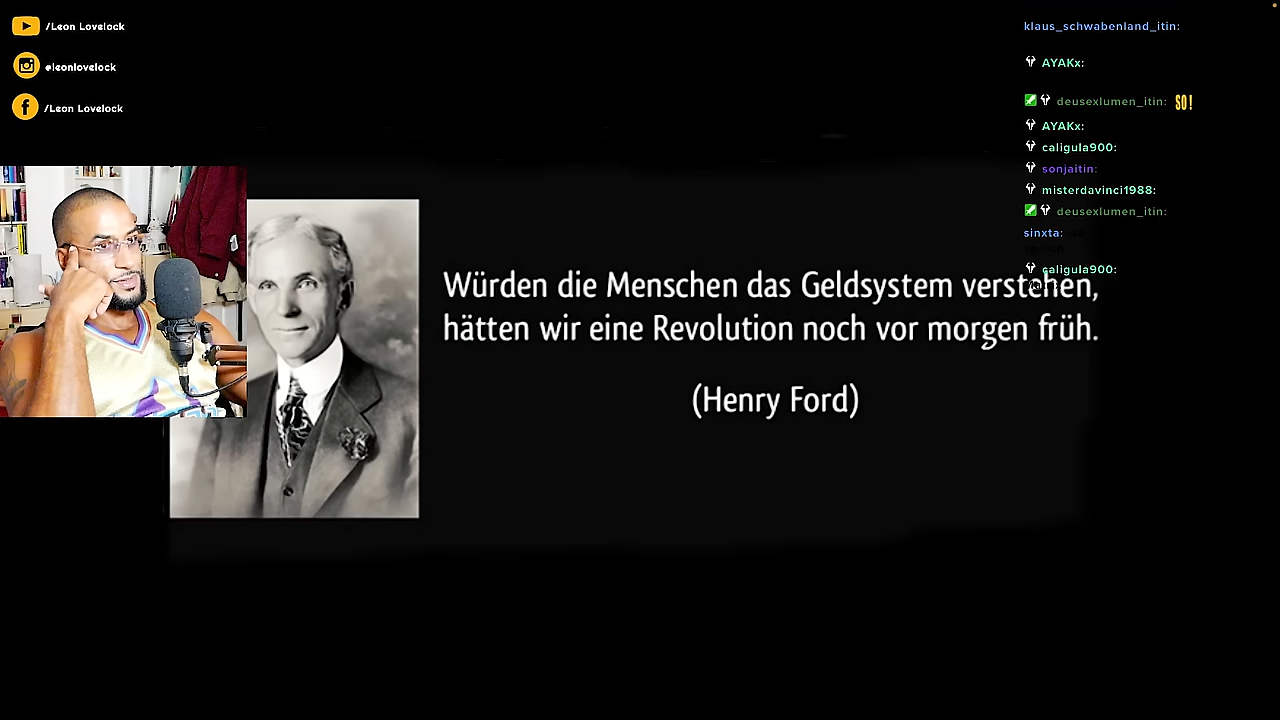 /Leon Lovelock
@leonlovelock
/Leon Lovelock
klaus_schwabenland_itin:
AYAKx:
deusexlumen_itin: SO!
AYAKx:
caligula900:
sonjaitin:
misterdavinci1988:
deusexlumen_itin:
sinxta:
caligula900:
Würden die Menschen das Geldsystem verstehen,
hätten wir eine Revolution noch vor morgen früh.
(Henry Ford)